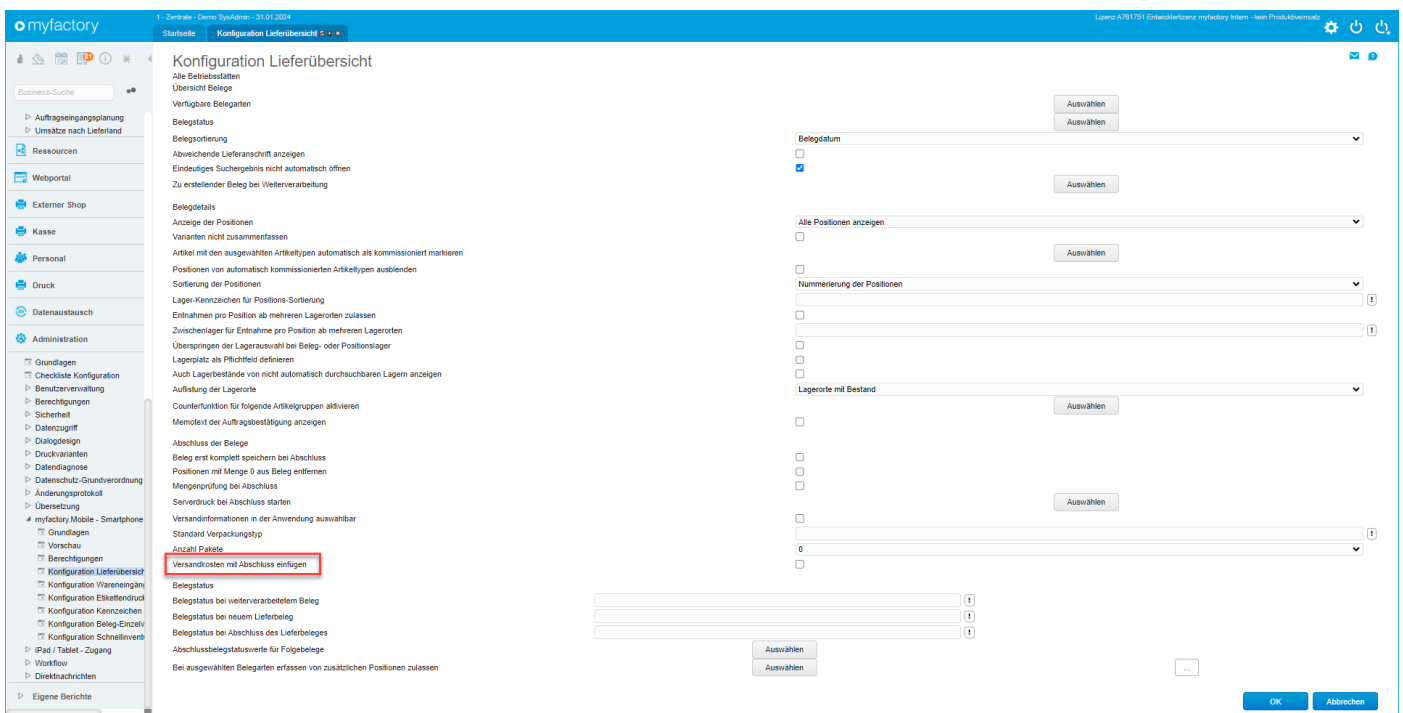 myfactory
1 - Zentrale - Demo SysAdmin - 31.01.2024
Lizenz A761751 Entwicklerlizenz myfactory Intern - kein Produktiveinsatz
Startseite
Konfiguration Lieferübersicht
Business-Suche
Auftragseingangsplanung
Umsätze nach Lieferland
Ressourcen
Webportal
Externer Shop
Kasse
Personal
Druck
Datenaustausch
Administration
Grundlagen
Checkliste Konfiguration
Benutzerverwaltung
Berechtigungen
Sicherheit
Datenzugriff
Dialogdesign
Druckvarianten
Datendiagnose
Datenschutz-Grundverordnung
Änderungsprotokoll
Übersetzung
myfactory.Mobile - Smartphone
Grundlagen
Vorschau
Berechtigungen
Konfiguration Lieferübersich
Konfiguration Wareneingäng
Konfiguration Etikettendruck
Konfiguration Kennzeichen
Konfiguration Beleg-Einzelv
Konfiguration Schnellinvent
iPad / Tablet - Zugang
Workflow
Direktnachrichten
Eigene Berichte
Konfiguration Lieferübersicht
Alle Betriebsstätten
Übersicht Belege
Verfügbare Belegarten Auswählen
Belegstatus Auswählen
Belegsortierung Belegdatum
Abweichende Lieferanschrift anzeigen
Eindeutiges Suchergebnis nicht automatisch öffnen
Zu erstellender Beleg bei Weiterverarbeitung Auswählen
Belegdetails
Anzeige der Positionen Alle Positionen anzeigen
Varianten nicht zusammenfassen
Artikel mit den ausgewählten Artikeltypen automatisch als kommissioniert markieren Auswählen
Positionen von automatisch kommissionierten Artikeltypen ausblenden
Sortierung der Positionen Nummerierung der Positionen
Lager-Kennzeichen für Positions-Sortierung
Entnahmen pro Position ab mehreren Lagerorten zulassen
Zwischenlager für Entnahme pro Position ab mehreren Lagerorten
Überspringen der Lagerauswahl bei Beleg- oder Positionslager
Lagerplatz als Pflichtfeld definieren
Auch Lagerbestände von nicht automatisch durchsuchbaren Lagern anzeigen
Auflistung der Lagerorte Lagerorte mit Bestand
Counterfunktion für folgende Artikelgruppen aktivieren Auswählen
Memotext der Auftragsbestätigung anzeigen
Abschluss der Belege
Beleg erst komplett speichern bei Abschluss
Positionen mit Menge 0 aus Beleg entfernen
Mengenprüfung bei Abschluss
Serverdruck bei Abschluss starten Auswählen
Versandinformationen in der Anwendung auswählbar
Standard Verpackungstyp
Anzahl Pakete 0
Versandkosten mit Abschluss einfügen
Belegstatus
Belegstatus bei weiterverarbeitetem Beleg
Belegstatus bei neuem Lieferbeleg
Belegstatus bei Abschluss des Lieferbeleges
Abschlussbelegstatuswerte für Folgebelege Auswählen
Bei ausgewählten Belegarten erfassen von zusätzlichen Positionen zulassen Auswählen ...
OK Abbrechen